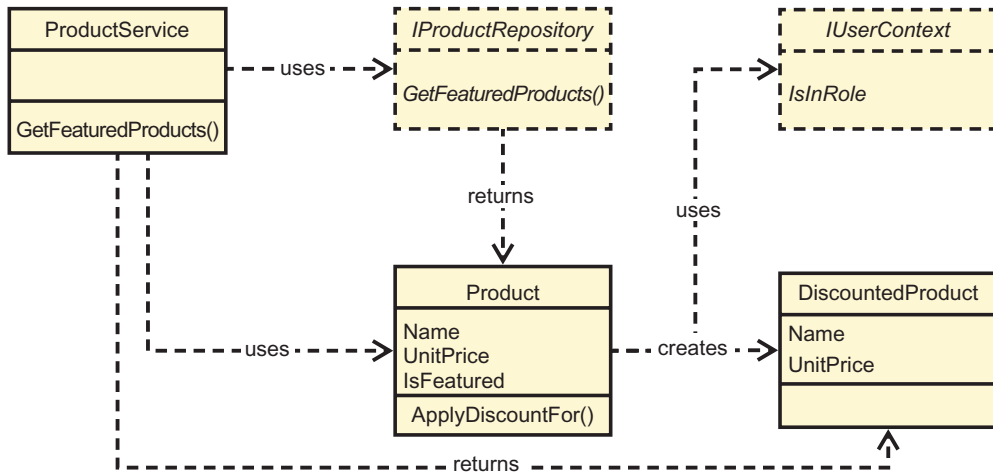 ProductService
GetFeaturedProducts()
uses
IProductRepository
GetFeaturedProducts()
IUserContext
IsInRole
returns
uses
uses
Product
Name
UnitPrice
IsFeatured
ApplyDiscountFor()
creates
DiscountedProduct
Name
UnitPrice
returns